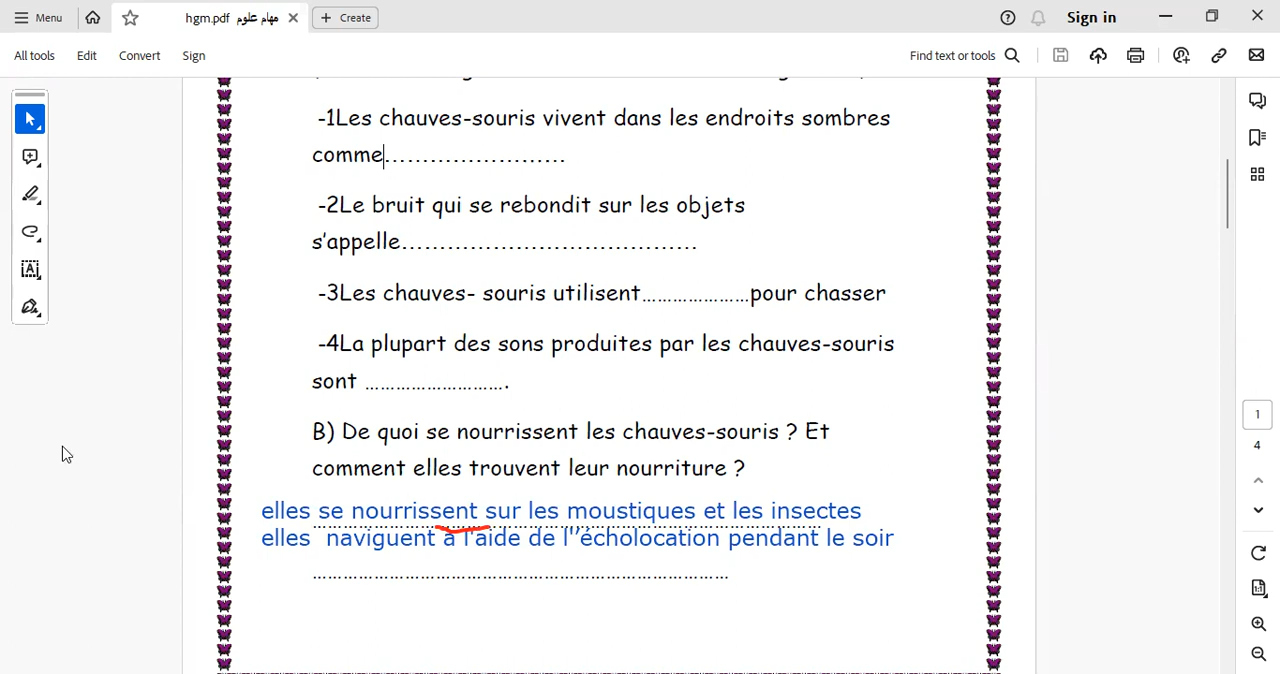 Menu
hgm.pdf مهام علوم
Create
Sign in
All tools
Edit
Convert
Sign
Find text or tools
-1Les chauves-souris vivent dans les endroits sombres
comme........................
-2Le bruit qui se rebondit sur les objets
s'appelle.......................................
-3Les chauves- souris utilisent.....................pour chasser
-4La plupart des sons produites par les chauves-souris
sont ...........................
B) De quoi se nourrissent les chauves-souris ? Et
comment elles trouvent leur nourriture ?
elles se nourrissent sur les moustiques et les insectes
elles naviguent a l'aide de l''écholocation pendant le soir
1
4